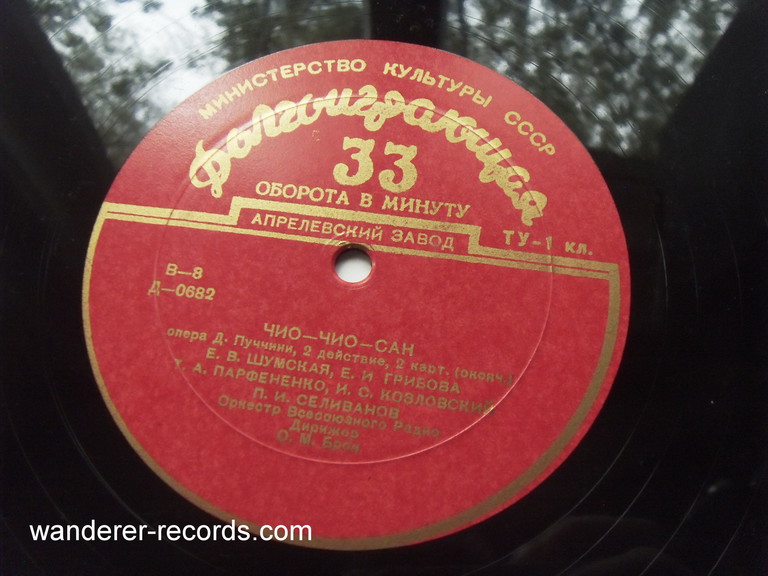 МИНИСТЕРСТВО КУЛЬТУРЫ СССР
Долгоиграющая
33
ОБОРОТА В МИНУТУ
АПРЕЛЕВСКИЙ ЗАВОД
ТУ-1 кл.
В—8
Д—0682
ЧИО—ЧИО—САН
опера Д. Пуччини, 2 действие, 2 карт. (оконч.)
Е. В. ШУМСКАЯ, Е. И ГРИБОВА
Т. А. ПАРФЕНЕНКО, И. С. КОЗЛОВСКИЙ
П. И. СЕЛИВАНОВ
Оркестр Всесоюзного Радио
Дирижер
О. М. Брон
wanderer-records.com